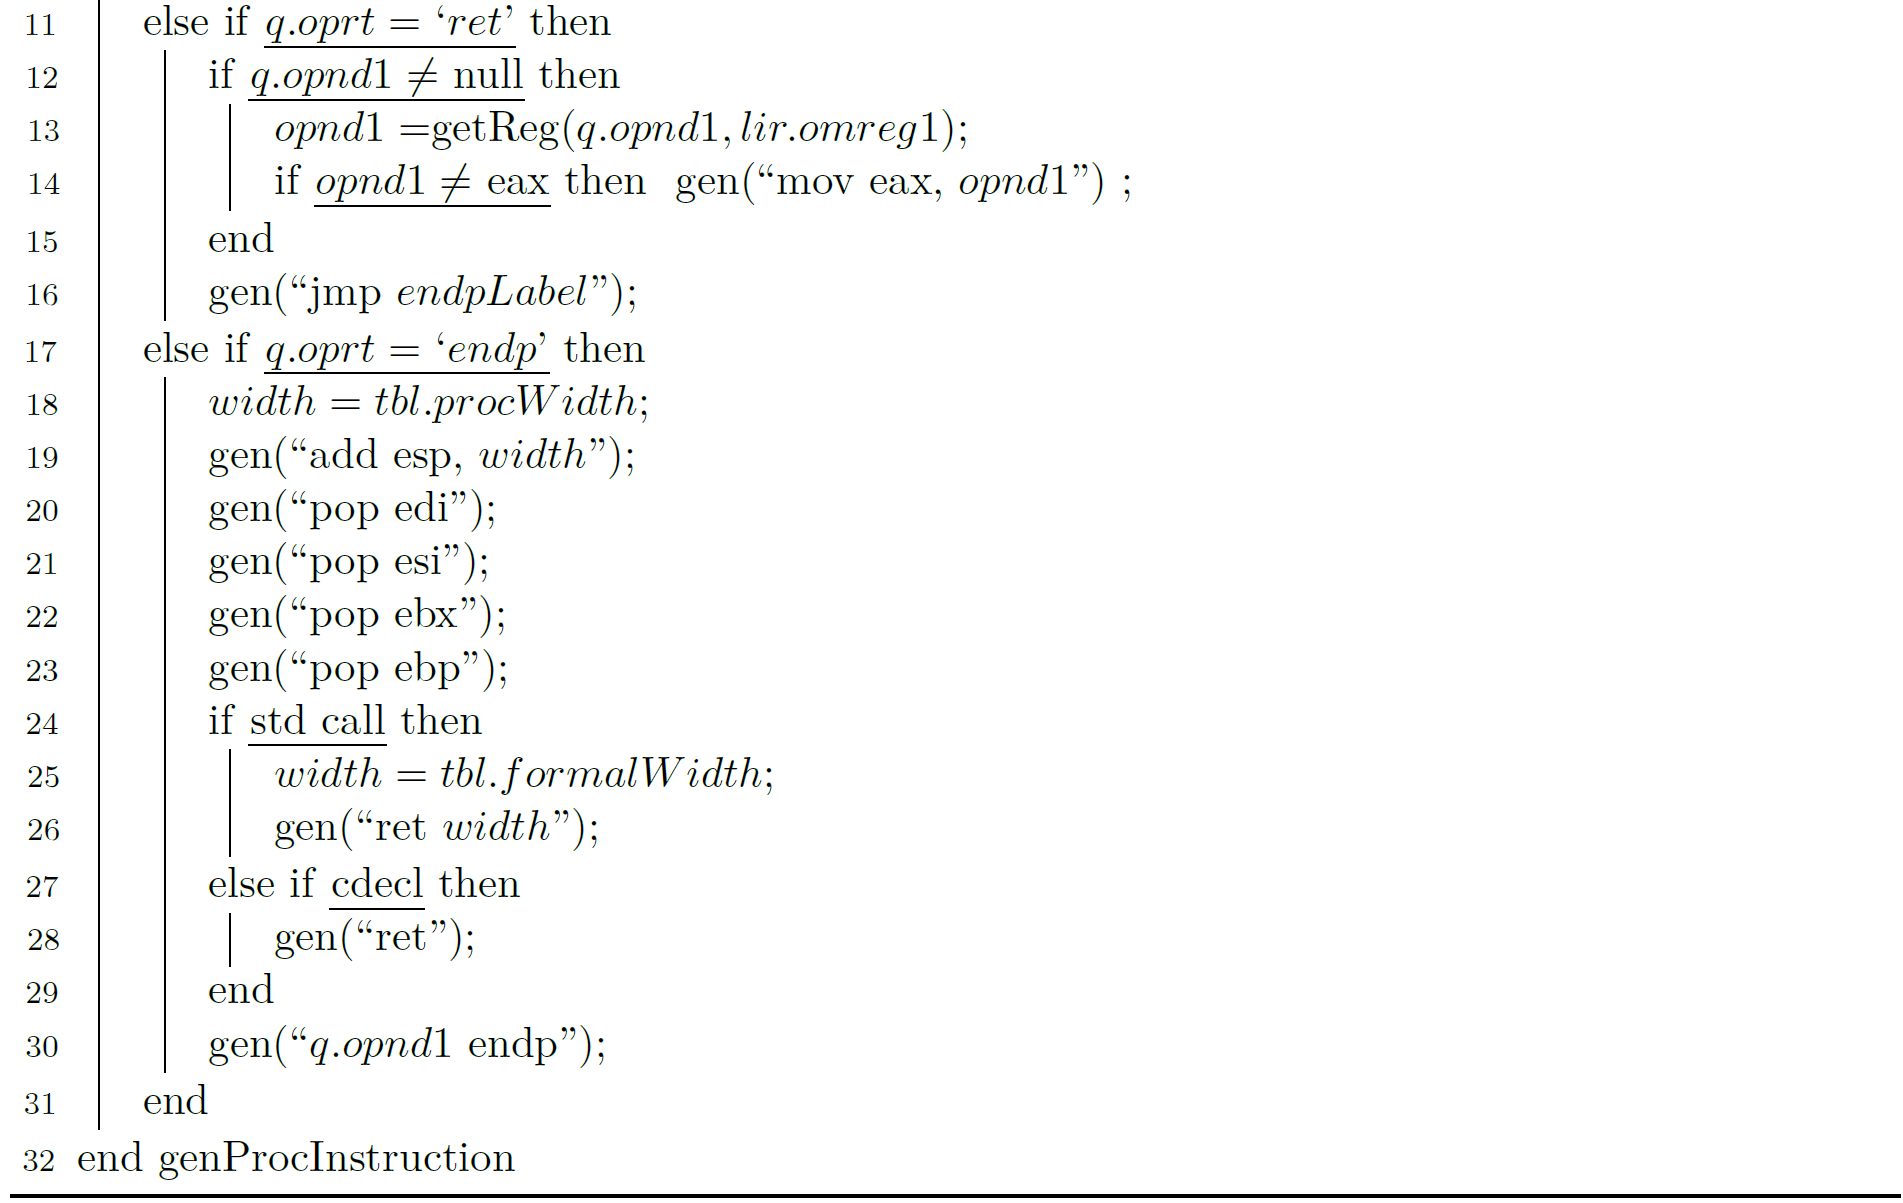 11 else if q.oprt = ‘ret’ then
12 if q.opnd1 ≠ null then
13 opnd1 =getReg(q.opnd1, lir.omreg1);
14 if opnd1 ≠ eax then gen(“mov eax, opnd1”) ;
15 end
16 gen(“jmp endpLabel”);
17 else if q.oprt = ‘endp’ then
18 width = tbl.procWidth;
19 gen(“add esp, width”);
20 gen(“pop edi”);
21 gen(“pop esi”);
22 gen(“pop ebx”);
23 gen(“pop ebp”);
24 if std call then
25 width = tbl.formalWidth;
26 gen(“ret width”);
27 else if cdecl then
28 gen(“ret”);
29 end
30 gen(“q.opnd1 endp”);
31 end
32 end genProcInstruction